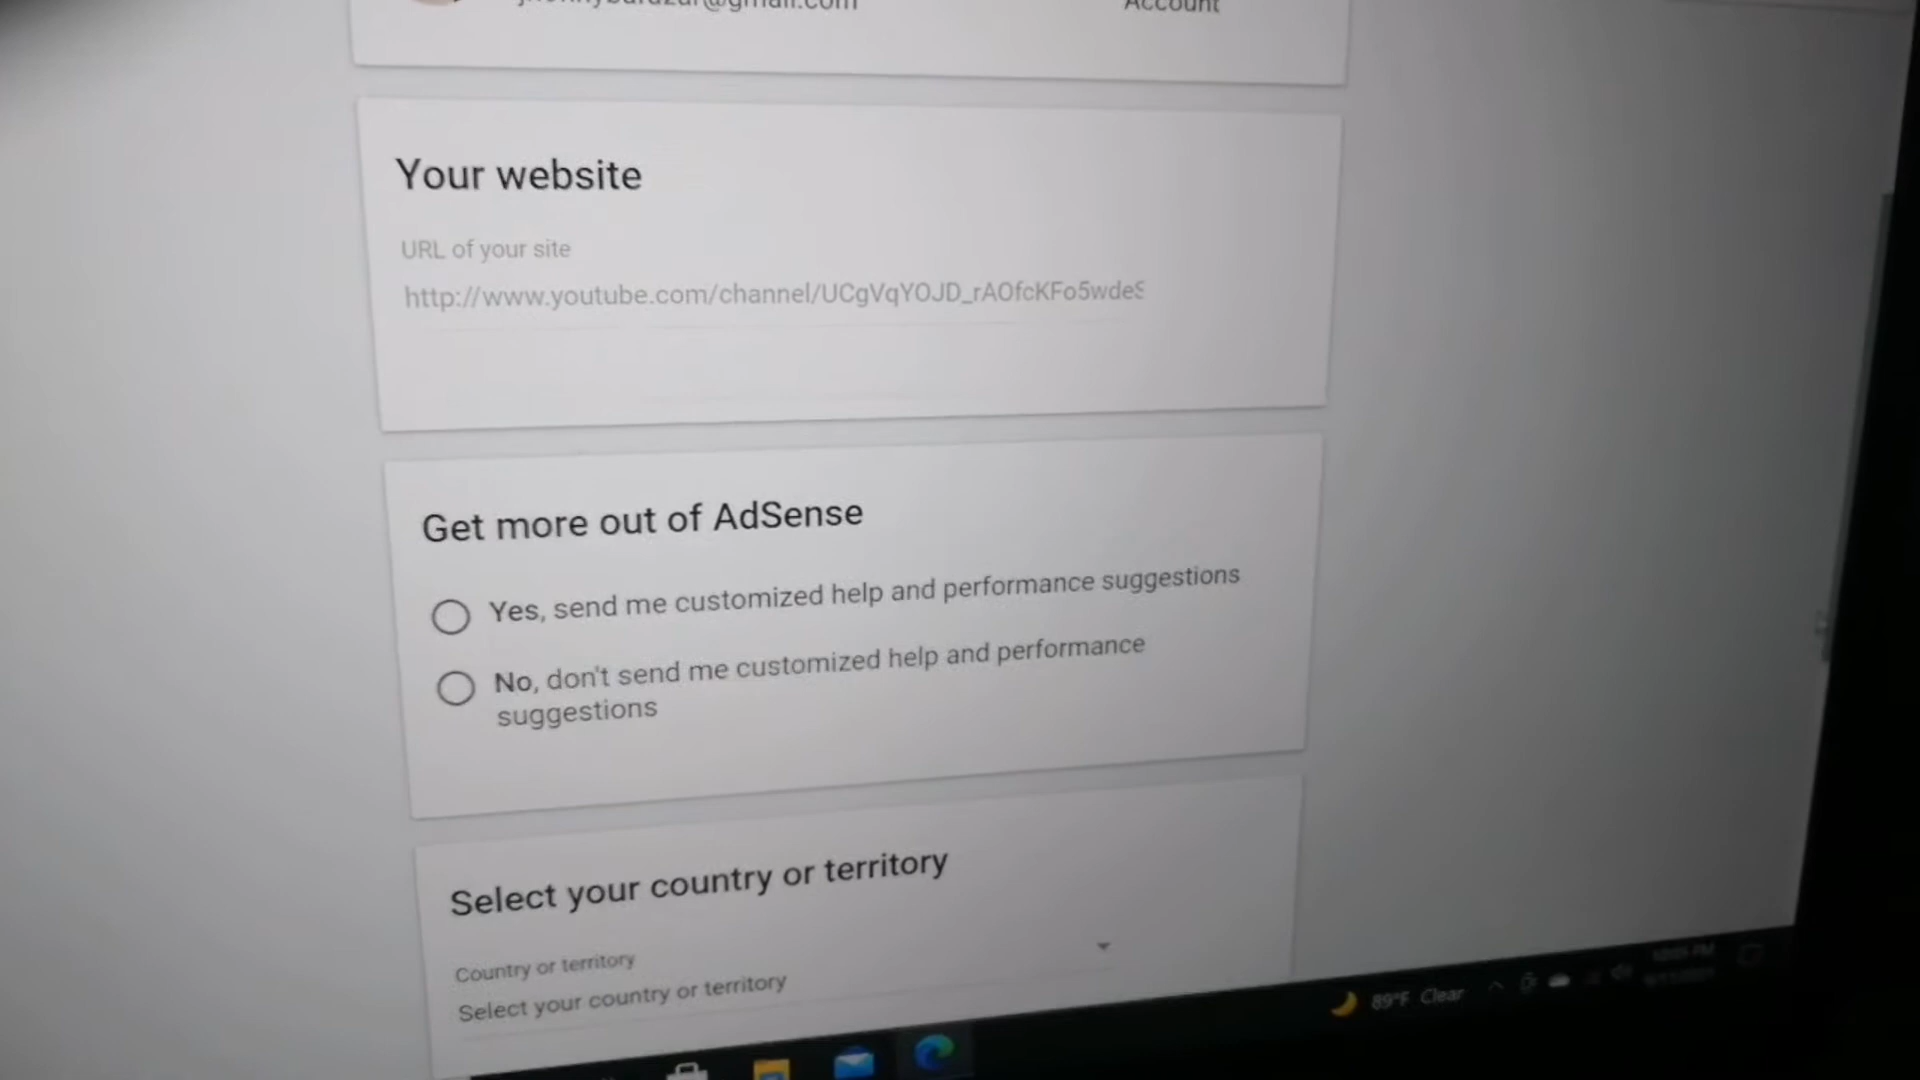 Account
Your website
URL of your site
http://www.youtube.com/channel/UCgVqYOJD_rAOfcKFo5wdeS
Get more out of AdSense
Yes, send me customized help and performance suggestions
No, don't send me customized help and performance
suggestions
Select your country or territory
Country or territory
Select your country or territory
89°F Clear